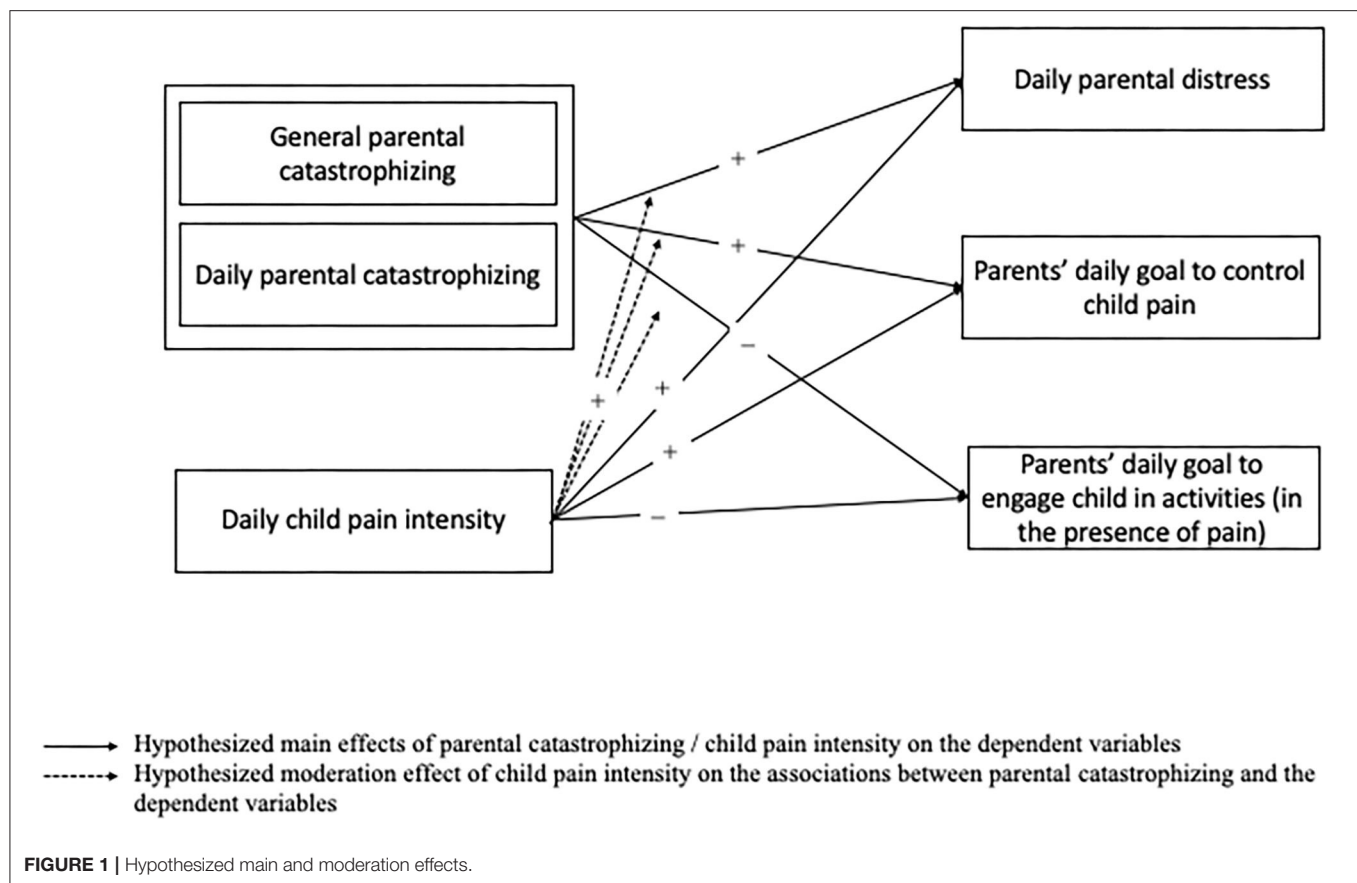 General parental
catastrophizing
Daily parental catastrophizing
Daily child pain intensity
Daily parental distress
Parents' daily goal to control
child pain
Parents' daily goal to
engage child in activities (in
the presence of pain)
+
+
−
+
+
+
−
Hypothesized main effects of parental catastrophizing / child pain intensity on the dependent variables
Hypothesized moderation effect of child pain intensity on the associations between parental catastrophizing and the
dependent variables
FIGURE 1 | Hypothesized main and moderation effects.